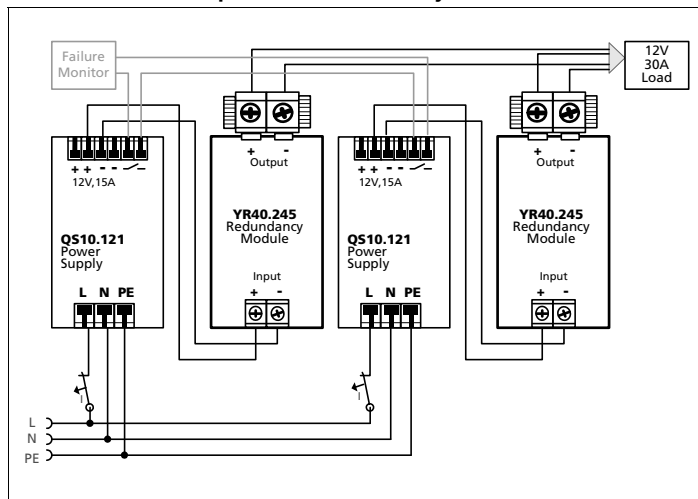 Failure
Monitor
12V
30A
Load
+ + - -
12V,15A
QS10.121
Power
Supply
L N PE
+ -
Output
YR40.245
Redundancy
Module
Input
+ -
+ + - -
12V,15A
QS10.121
Power
Supply
L N PE
+ -
Output
YR40.245
Redundancy
Module
Input
+ -
I
I
L
N
PE